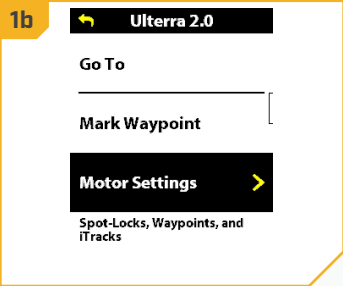 1b
Ulterra 2.0
Go To
Mark Waypoint
Motor Settings
Spot-Locks, Waypoints, and
iTracks